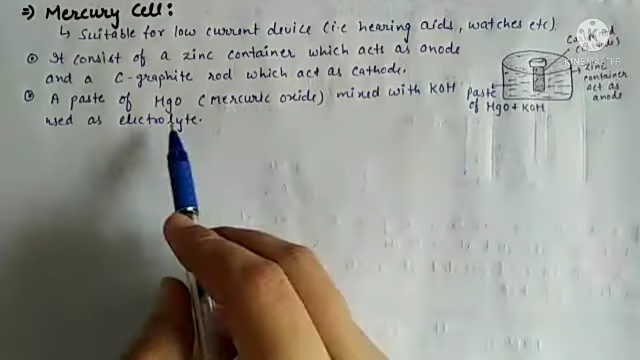 ⇒ Mercury Cell:
↳ Suitable for low current device (i.e hearing aids, watches etc)
① It consist of a zinc container which acts as anode
and a C-graphite rod which act as cathode.
② A paste of HgO (mercuric oxide) mixed with KOH
used as electrolyte.
zinc
container
act as
anode
Paste
of HgO + KOH